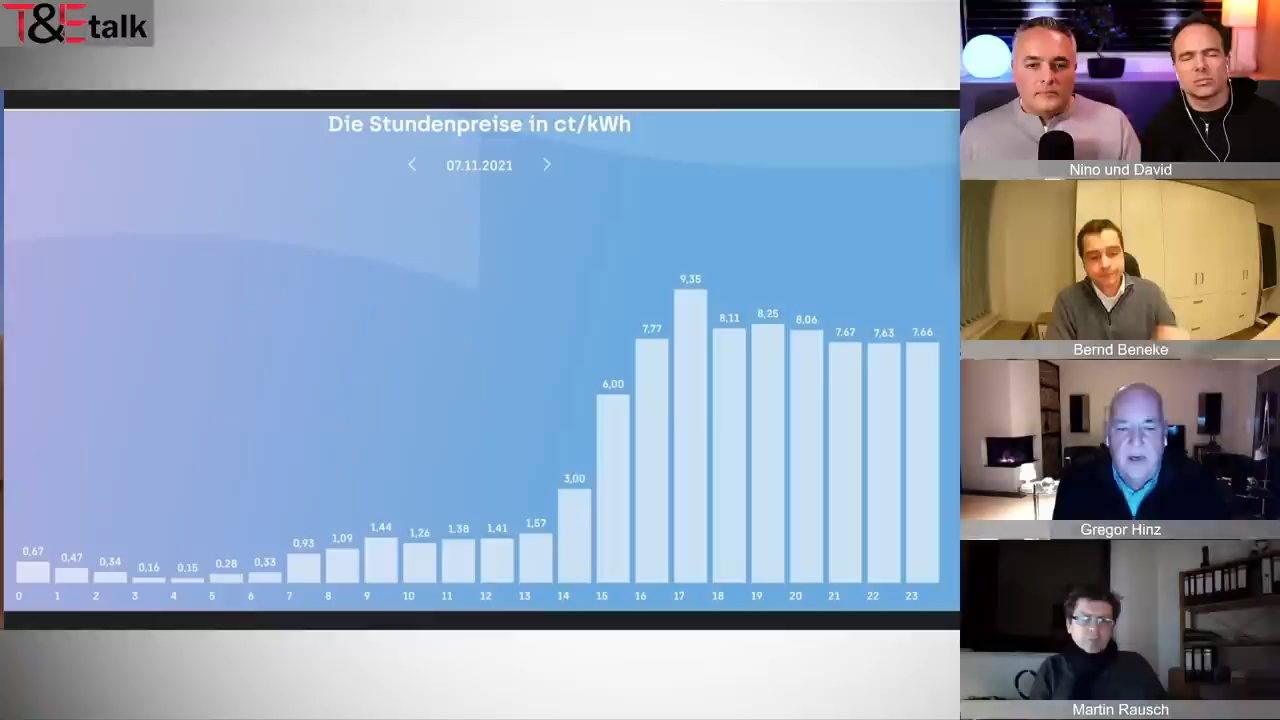 T&E talk
Die Stundenpreise in ct/kWh
07.11.2021
0,67 0,47 0,34 0,16 0,15 0,28 0,33 0,93 1,09 1,44 1,26 1,38 1,41 1,57 3,00 6,00 7,77 9,35 8,11 8,25 8,06 7,67 7,63 7,66
0 1 2 3 4 5 6 7 8 9 10 11 12 13 14 15 16 17 18 19 20 21 22 23
Nino und David
Bernd Beneke
Gregor Hinz
Martin Rausch